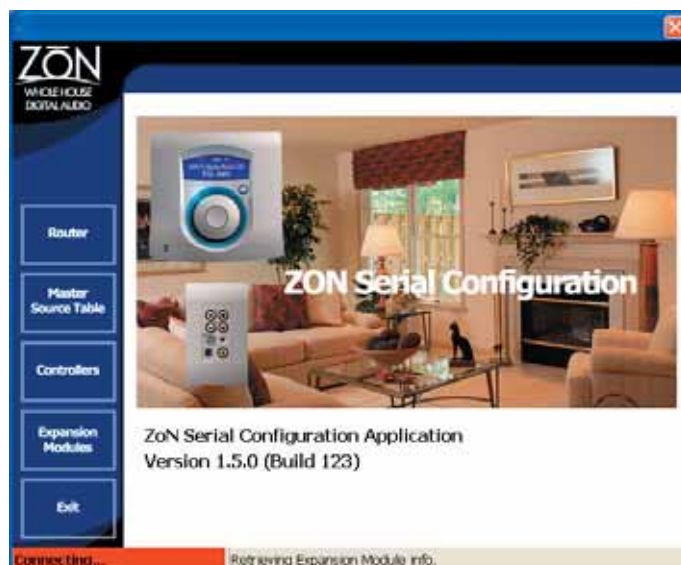 ZŌN
WHOLE HOUSE
DIGITAL AUDIO
Router
Master
Source Table
Controllers
Expansion
Modules
Exit
ZON Serial Configuration
ZoN Serial Configuration Application
Version 1.5.0 (Build 123)
Connecting...
Retrieving Expansion Module info.